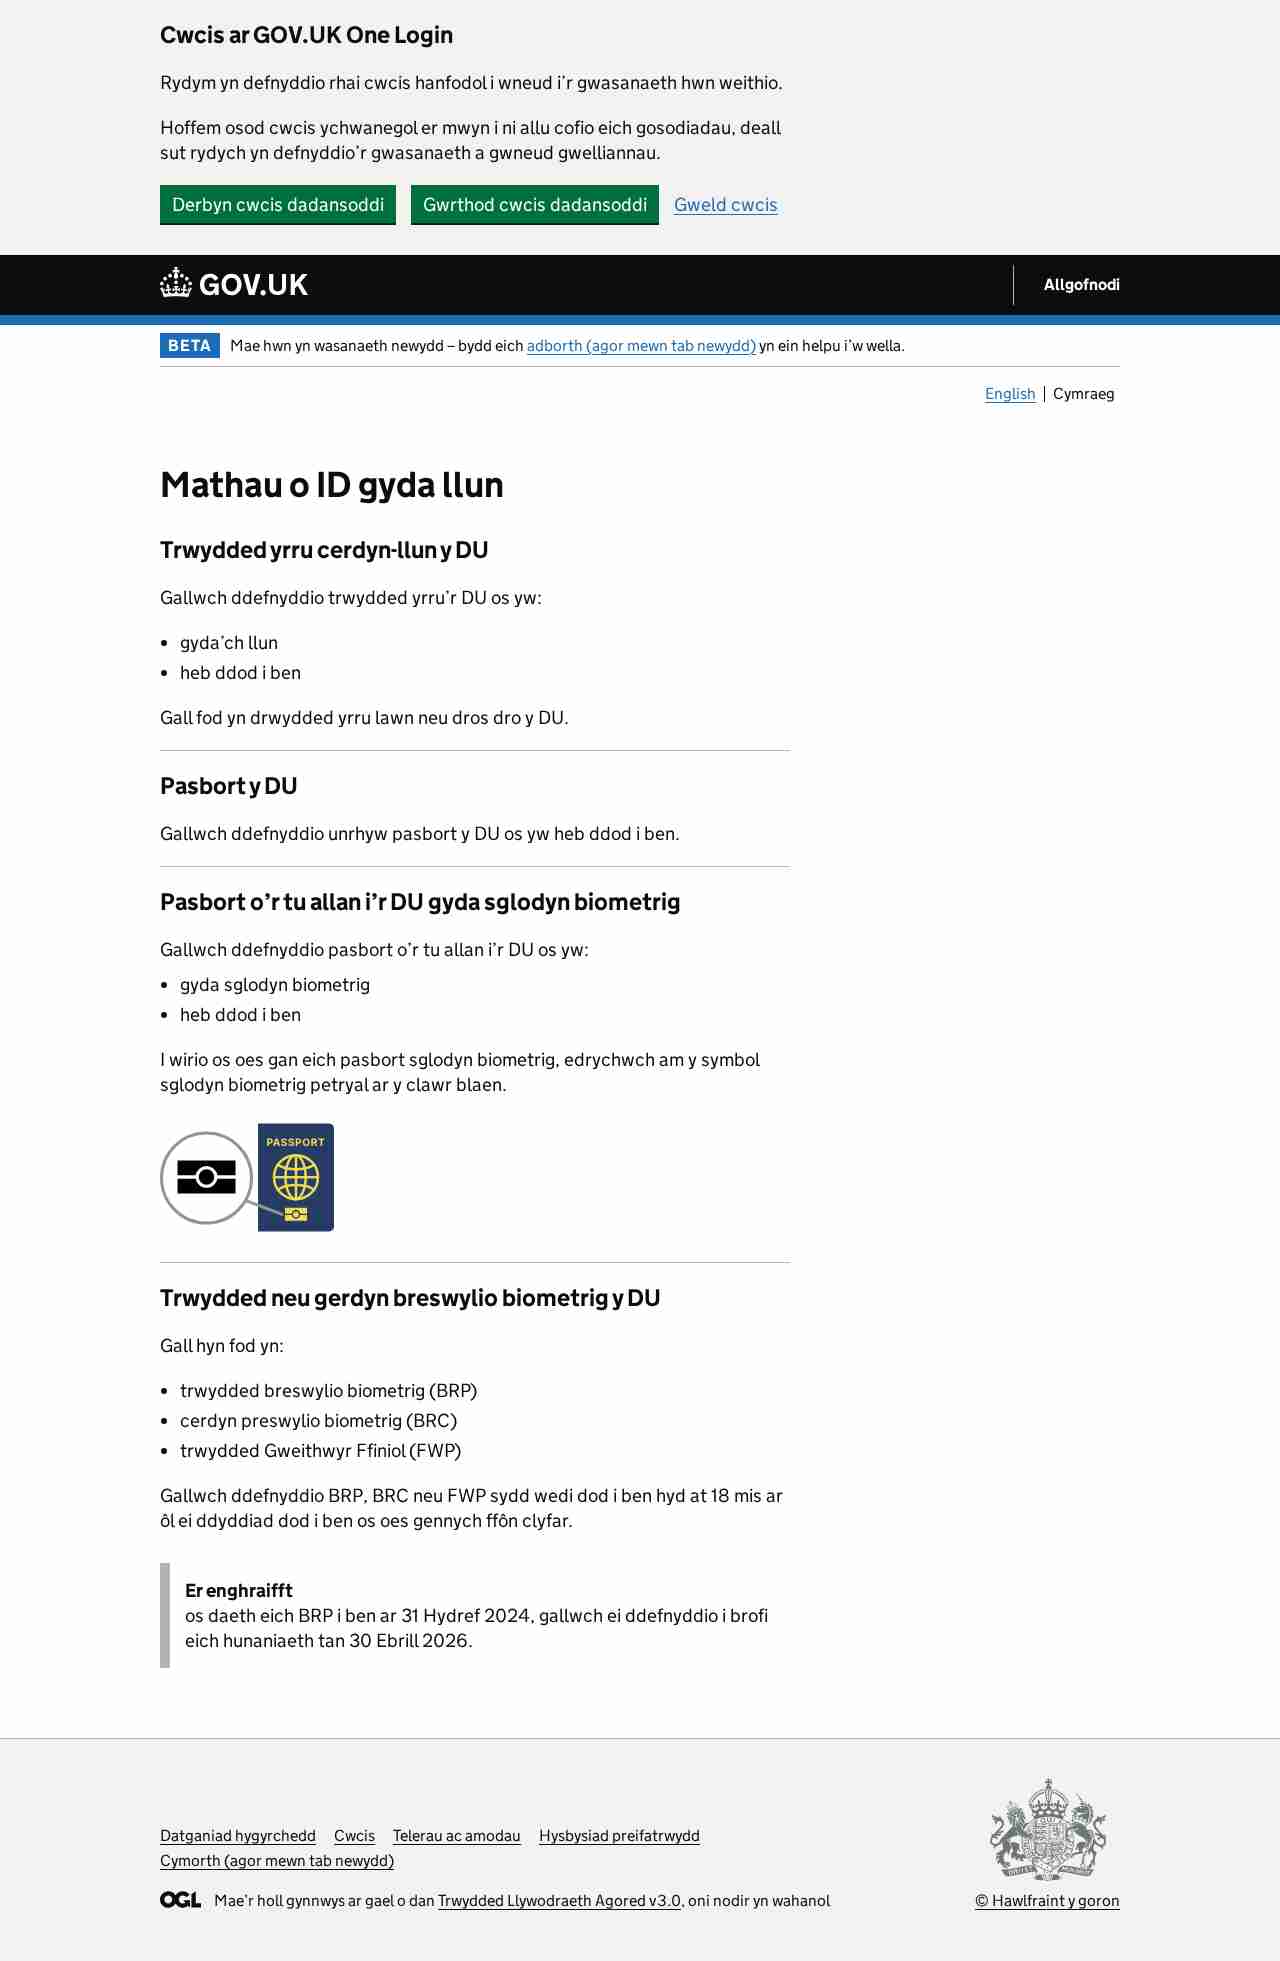 Cwcis ar GOV.UK One Login
Rydym yn defnyddio rhai cwcis hanfodol i wneud i’r gwasanaeth hwn weithio.
Hoffem osod cwcis ychwanegol er mwyn i ni allu cofio eich gosodiadau, deall
sut rydych yn defnyddio’r gwasanaeth a gwneud gwelliannau.
Derbyn cwcis dadansoddi Gwrthod cwcis dadansoddi Gweld cwcis
GOV.UK Allgofnodi
BETA Mae hwn yn wasanaeth newydd – bydd eich adborth (agor mewn tab newydd) yn ein helpu i’w wella.
English Cymraeg
Mathau o ID gyda llun
Trwydded yrru cerdyn-llun y DU
Gallwch ddefnyddio trwydded yrru’r DU os yw:
• gyda’ch llun
• heb ddod i ben
Gall fod yn drwydded yrru lawn neu dros dro y DU.
Pasbort y DU
Gallwch ddefnyddio unrhyw pasbort y DU os yw heb ddod i ben.
Pasbort o’r tu allan i’r DU gyda sglodyn biometrig
Gallwch ddefnyddio pasbort o’r tu allan i’r DU os yw:
• gyda sglodyn biometrig
• heb ddod i ben
I wirio os oes gan eich pasbort sglodyn biometrig, edrychwch am y symbol
sglodyn biometrig petryal ar y clawr blaen.
PASSPORT
Trwydded neu gerdyn breswylio biometrig y DU
Gall hyn fod yn:
• trwydded breswylio biometrig (BRP)
• cerdyn preswylio biometrig (BRC)
• trwydded Gweithwyr Ffiniol (FWP)
Gallwch ddefnyddio BRP, BRC neu FWP sydd wedi dod i ben hyd at 18 mis ar
ôl ei ddyddiad dod i ben os oes gennych ffôn clyfar.
Er enghraifft
os daeth eich BRP i ben ar 31 Hydref 2024, gallwch ei ddefnyddio i brofi
eich hunaniaeth tan 30 Ebrill 2026.
Datganiad hygyrchedd Cwcis Telerau ac amodau Hysbysiad preifatrwydd
Cymorth (agor mewn tab newydd)
OGL Mae’r holl gynnwys ar gael o dan Trwydded Llywodraeth Agored v3.0, oni nodir yn wahanol
© Hawlfraint y goron